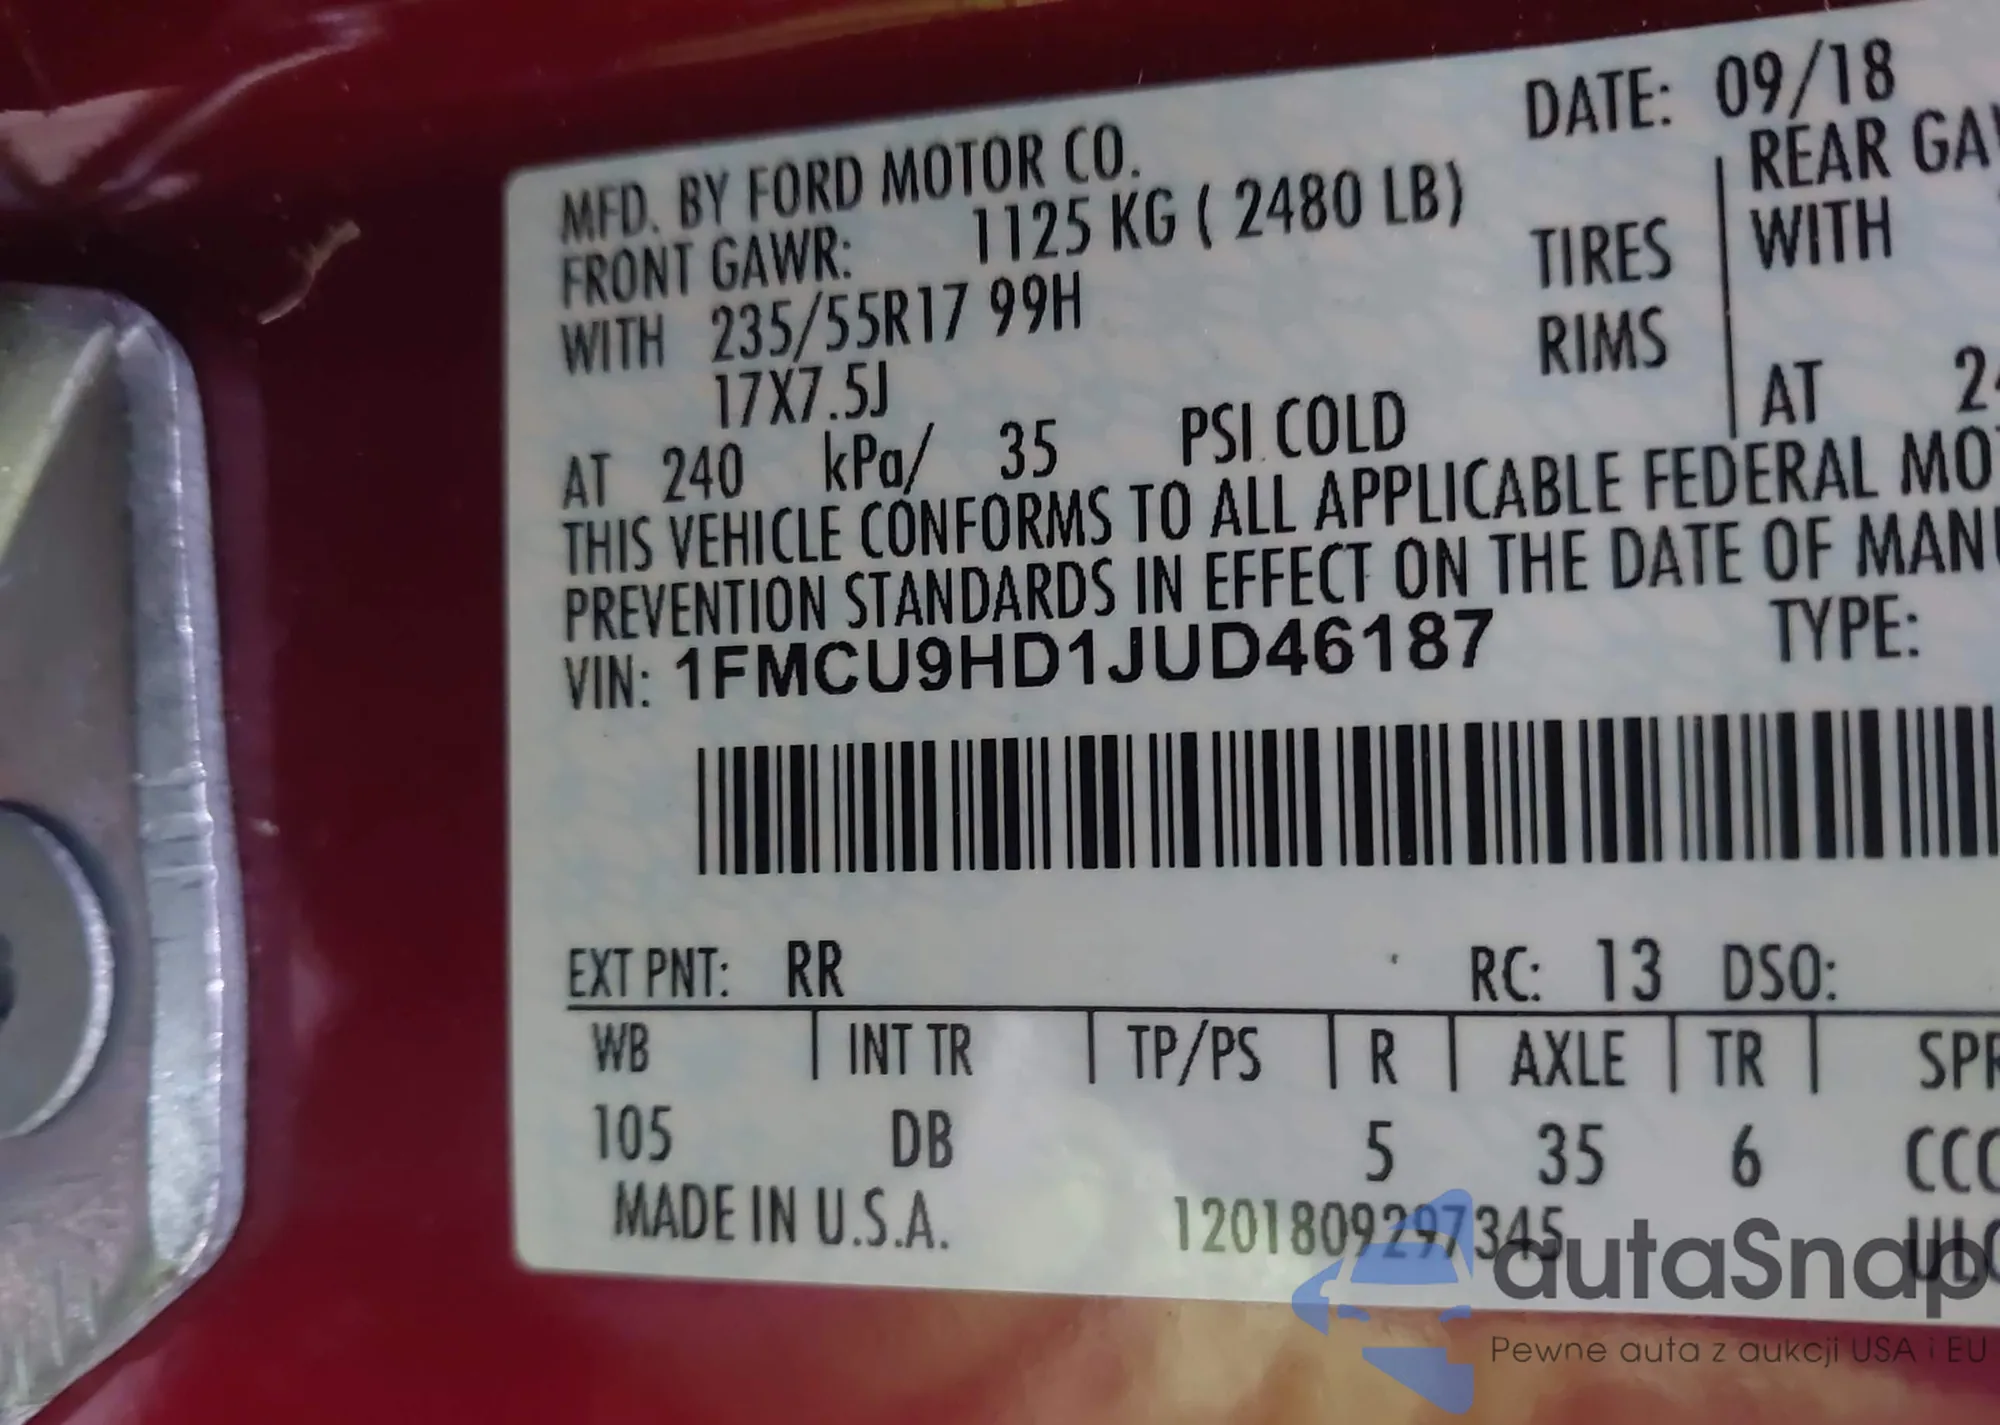 DATE: 09/18
MFD. BY FORD MOTOR CO.
FRONT GAWR: 1125 KG ( 2480 LB)
REAR GA
WITH 235/55R17 99H TIRES WITH
17X7.5J RIMS
AT 240 kPa/ 35 PSI COLD AT
THIS VEHICLE CONFORMS TO ALL APPLICABLE FEDERAL MO
PREVENTION STANDARDS IN EFFECT ON THE DATE OF MANU
VIN: 1FMCU9HD1JUD46187 TYPE:
EXT PNT: RR RC: 13 DSO:
WB INT TR TP/PS R AXLE TR SPR
105 DB 5 35 6 CCC
MADE IN U.S.A. 1201809297345
autaSnap
Pewne auta z aukcji USA i EU